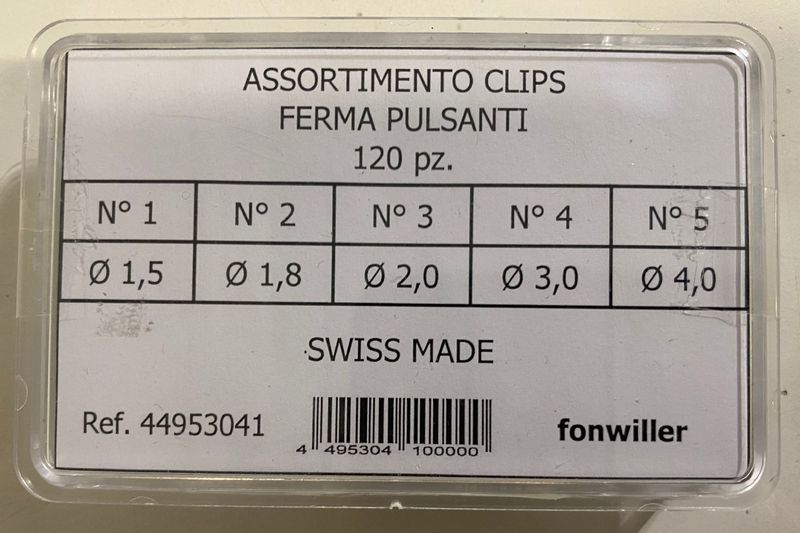 ASSORTIMENTO CLIPS
FERMA PULSANTI
120 pz.
N° 1 N° 2 N° 3 N° 4 N° 5
Ø 1,5 Ø 1,8 Ø 2,0 Ø 3,0 Ø 4,0
SWISS MADE
Ref. 44953041
4 495304 100000
fonwiller